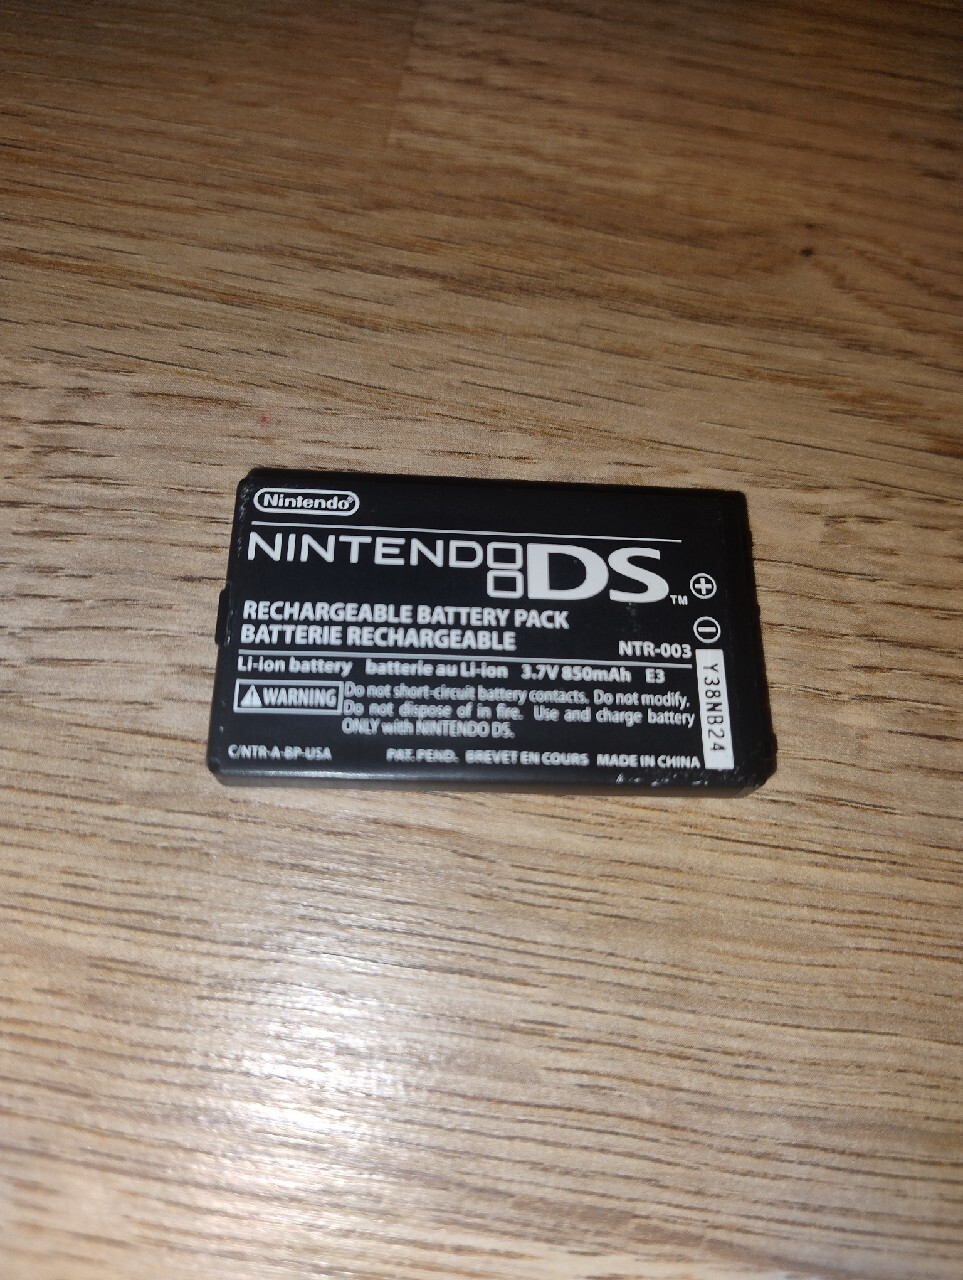 Nintendo®
NINTENDO DS™
RECHARGEABLE BATTERY PACK
BATTERIE RECHARGEABLE
NTR-003
Li-ion battery batterie au Li-ion 3.7V 850mAh E3
WARNING Do not short-circuit battery contacts. Do not modify.
Do not dispose of in fire. Use and charge battery
ONLY with NINTENDO DS.
C/NTR-A-BP-USA PAT. PEND. BREVET EN COURS MADE IN CHINA
+
−
Y38NB24